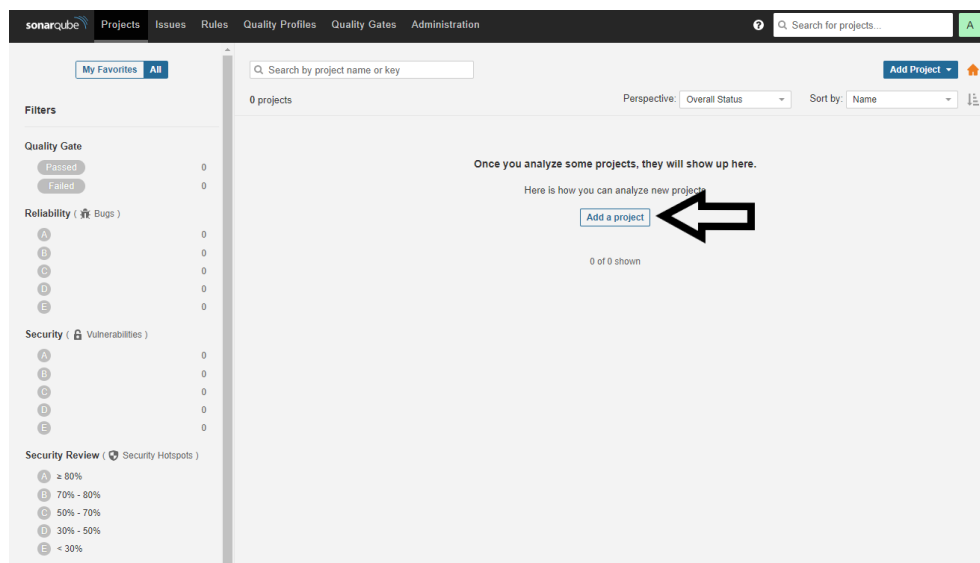 sonarqube Projects Issues Rules Quality Profiles Quality Gates Administration ? Search for projects... A
My Favorites All
Search by project name or key
Add Project
0 projects
Perspective: Overall Status
Sort by: Name
Filters
Quality Gate
Passed 0
Failed 0
Reliability ( Bugs )
A 0
B 0
C 0
D 0
E 0
Security ( Vulnerabilities )
A 0
B 0
C 0
D 0
E 0
Security Review ( Security Hotspots )
A ≥ 80%
B 70% - 80%
C 50% - 70%
D 30% - 50%
E < 30%
Once you analyze some projects, they will show up here.
Here is how you can analyze new projects
Add a project
0 of 0 shown